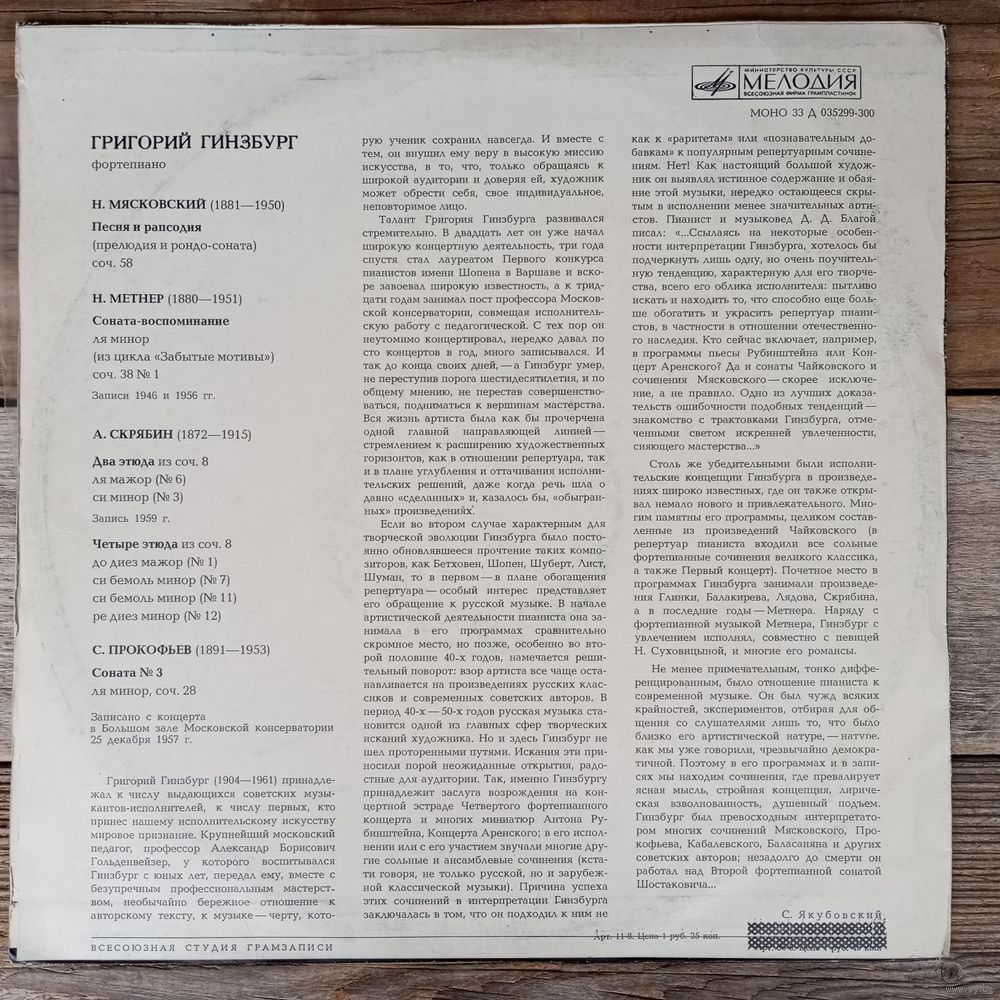 МИНИСТЕРСТВО КУЛЬТУРЫ СССР
МЕЛОДИЯ
ВСЕСОЮЗНАЯ ФИРМА ГРАМПЛАСТИНОК
МОНО 33 Д 035299-300
ГРИГОРИЙ ГИНЗБУРГ
фортепиано
Н. МЯСКОВСКИЙ (1881—1950)
Песня и рапсодия
(прелюдия и рондо-соната)
соч. 58
Н. МЕТНЕР (1880—1951)
Соната-воспоминание
ля минор
(из цикла «Забытые мотивы»)
соч. 38 № 1
Записи 1946 и 1956 гг.
А. СКРЯБИН (1872—1915)
Два этюда из соч. 8
ля мажор (№ 6)
си минор (№ 3)
Запись 1959 г.
Четыре этюда из соч. 8
до диез мажор (№ 1)
си бемоль минор (№ 7)
си бемоль минор (№ 11)
ре диез минор (№ 12)
С. ПРОКОФЬЕВ (1891—1953)
Соната № 3
ля минор, соч. 28
Записано с концерта
в Большом зале Московской консерватории
25 декабря 1957 г.
Григорий Гинзбург (1904—1961) принадле-
жал к числу выдающихся советских музы-
кантов-исполнителей, к числу первых, кто
принес нашему исполнительскому искусству
мировое признание. Крупнейший московский
педагог, профессор Александр Борисович
Гольденвейзер, у которого воспитывался
Гинзбург с юных лет, передал ему, вместе с
безупречным профессиональным мастерст-
вом, необычайно бережное отношение к
авторскому тексту, к музыке — черту, кото-
рую ученик сохранил навсегда. И вместе с
тем, он внушил ему веру в высокую миссию
искусства, в то, что, только обращаясь к
широкой аудитории и доверяя ей, художник
может обрести себя, свое индивидуальное,
неповторимое лицо.
Талант Григория Гинзбурга развивался
стремительно. В двадцать лет он уже начал
широкую концертную деятельность, три года
спустя стал лауреатом Первого конкурса
пианистов имени Шопена в Варшаве и вско-
ре завоевал широкую известность, а к трид-
цати годам занимал пост профессора Москов-
ской консерватории, совмещая исполнитель-
скую работу с педагогической. С тех пор он
неутомимо концертировал, нередко давал по
сто концертов в год, много записывался. И
так до конца своих дней, — а Гинзбург умер,
не переступив порога шестидесятилетия, и по
общему мнению, не перестав совершенство-
ваться, подниматься к вершинам мастерства.
Вся жизнь артиста была как бы прочерчена
одной главной направляющей линией —
стремлением к расширению художественных
горизонтов, как в отношении репертуара, так
и в плане углубления и оттачивания исполни-
тельских решений, даже когда речь шла о
давно «сделанных» и, казалось бы, «обыгран-
ных» произведениях.
Если во втором случае характерным для
творческой эволюции Гинзбурга было посто-
янно обновлявшееся прочтение таких компо-
зиторов, как Бетховен, Шопен, Шуберт, Лист,
Шуман, то в первом — в плане обогащения
репертуара — особый интерес представляет
его обращение к русской музыке. В начале
артистической деятельности пианиста она за-
нимала в его программах сравнительно
скромное место, но позже, особенно во вто-
рой половине 40-х годов, намечается реши-
тельный поворот: взор артиста все чаще оста-
навливается на произведениях русских клас-
сиков и современных советских авторов. В
период 40-х — 50-х годов русская музыка ста-
новится одной из главных сфер творческих
исканий художника. Но и здесь Гинзбург не
шел проторенными путями. Искания эти при-
носили порой неожиданные открытия, радо-
стные для аудитории. Так, именно Гинзбургу
принадлежит заслуга возрождения на кон-
цертной эстраде Четвертого фортепианного
концерта и многих миниатюр Антона Ру-
бинштейна, Концерта Аренского; в его испол-
нении или с его участием звучали многие дру-
гие сольные и ансамблевые сочинения (кста-
ти говоря, не только русской, но и зарубеж-
ной классической музыки). Причина успеха
этих сочинений в интерпретации Гинзбурга
заключалась в том, что он подходил к ним не
как к «раритетам» или «познавательным до-
бавкам» к популярным репертуарным сочине-
ниям. Нет! Как настоящий большой худож-
ник он выявлял истинное содержание и обая-
ние этой музыки, нередко остающееся скры-
тым в исполнении менее значительных арти-
стов. Пианист и музыковед Д. Д. Благой
писал: «...Ссылаясь на некоторые особен-
ности интерпретации Гинзбурга, хотелось бы
подчеркнуть лишь одну, но очень поучитель-
ную тенденцию, характерную для его творче-
ства, всего его облика исполнителя: пытливо
искать и находить то, что способно еще боль-
ше обогатить и украсить репертуар пиани-
стов, в частности в отношении отечественно-
го наследия. Кто сейчас включает, например,
в программы пьесы Рубинштейна или Кон-
церт Аренского? Да и сонаты Чайковского и
сочинения Мясковского — скорее исключе-
ние, а не правило. Одно из лучших доказа-
тельств ошибочности подобных тенденций —
знакомство с трактовками Гинзбурга, отме-
ченными светом искренней увлеченности,
сияющего мастерства...»
Столь же убедительными были исполни-
тельские концепции Гинзбурга в произведе-
ниях широко известных, где он также откры-
вал немало нового и привлекательного. Мно-
гим памятны его программы, целиком состав-
ленные из произведений Чайковского (в
репертуар пианиста входили все сольные
фортепианные сочинения великого классика,
а также Первый концерт). Почетное место в
программах Гинзбурга занимали произведе-
ния Глинки, Балакирева, Лядова, Скрябина,
а в последние годы — Метнера. Наряду с
фортепианной музыкой Метнера, Гинзбург с
увлечением исполнял, совместно с певицей
Н. Суховицыной, и многие его романсы.
Не менее примечательным, тонко диффе-
ренцированным, было отношение пианиста к
современной музыке. Он был чужд всяких
крайностей, экспериментов, отбирая для об-
щения со слушателями лишь то, что было
близко его артистической натуре, — натуре,
как мы уже говорили, чрезвычайно демокра-
тичной. Поэтому в его программах и в запи-
сях мы находим сочинения, где превалирует
ясная мысль, стройная концепция, лириче-
ская взволнованность, душевный подъем.
Гинзбург был превосходным интерпретато-
ром многих сочинений Мясковского, Про-
кофьева, Кабалевского, Баласаняна и других
советских авторов; незадолго до смерти он
работал над Второй фортепианной сонатой
Шостаковича...
С. Якубовский
ВСЕСОЮЗНАЯ СТУДИЯ ГРАМЗАПИСИ
Арт. 11-8. Цена 1 руб. 25 коп.